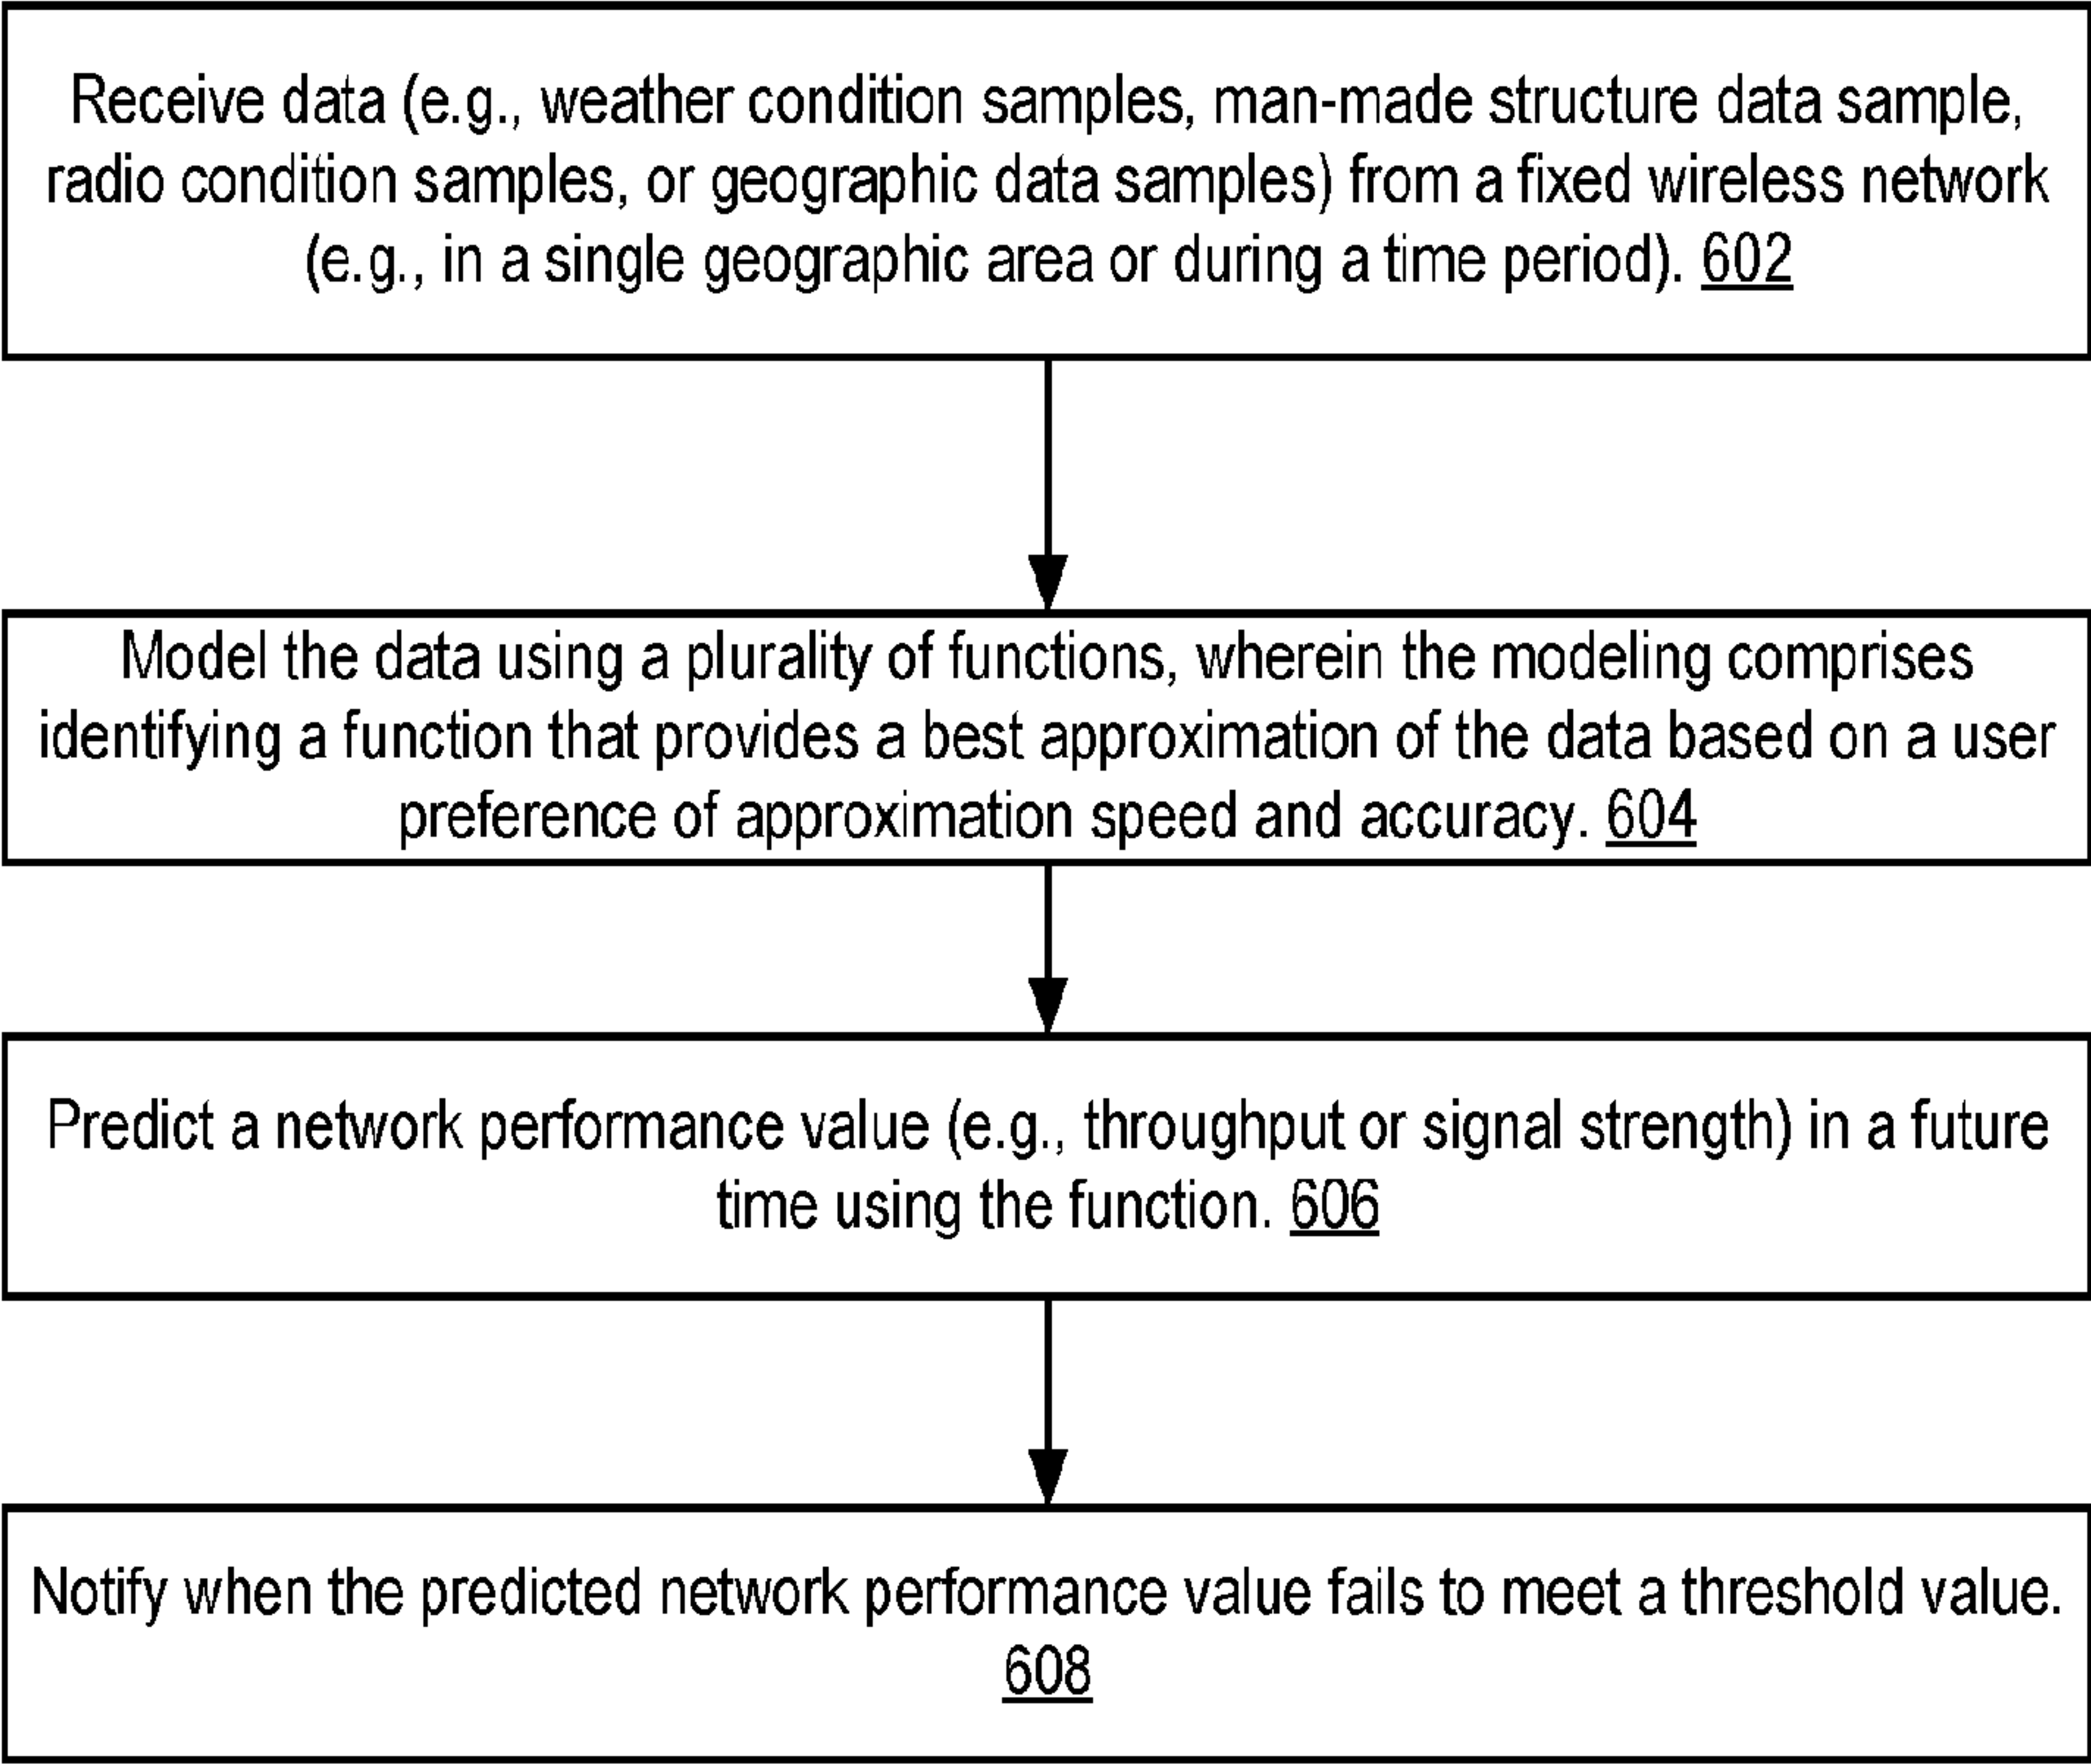 Receive data (e.g., weather condition samples, man-made structure data sample,
radio condition samples, or geographic data samples) from a fixed wireless network
(e.g., in a single geographic area or during a time period). 602
Model the data using a plurality of functions, wherein the modeling comprises
identifying a function that provides a best approximation of the data based on a user
preference of approximation speed and accuracy. 604
Predict a network performance value (e.g., throughput or signal strength) in a future
time using the function. 606
Notify when the predicted network performance value fails to meet a threshold value.
608